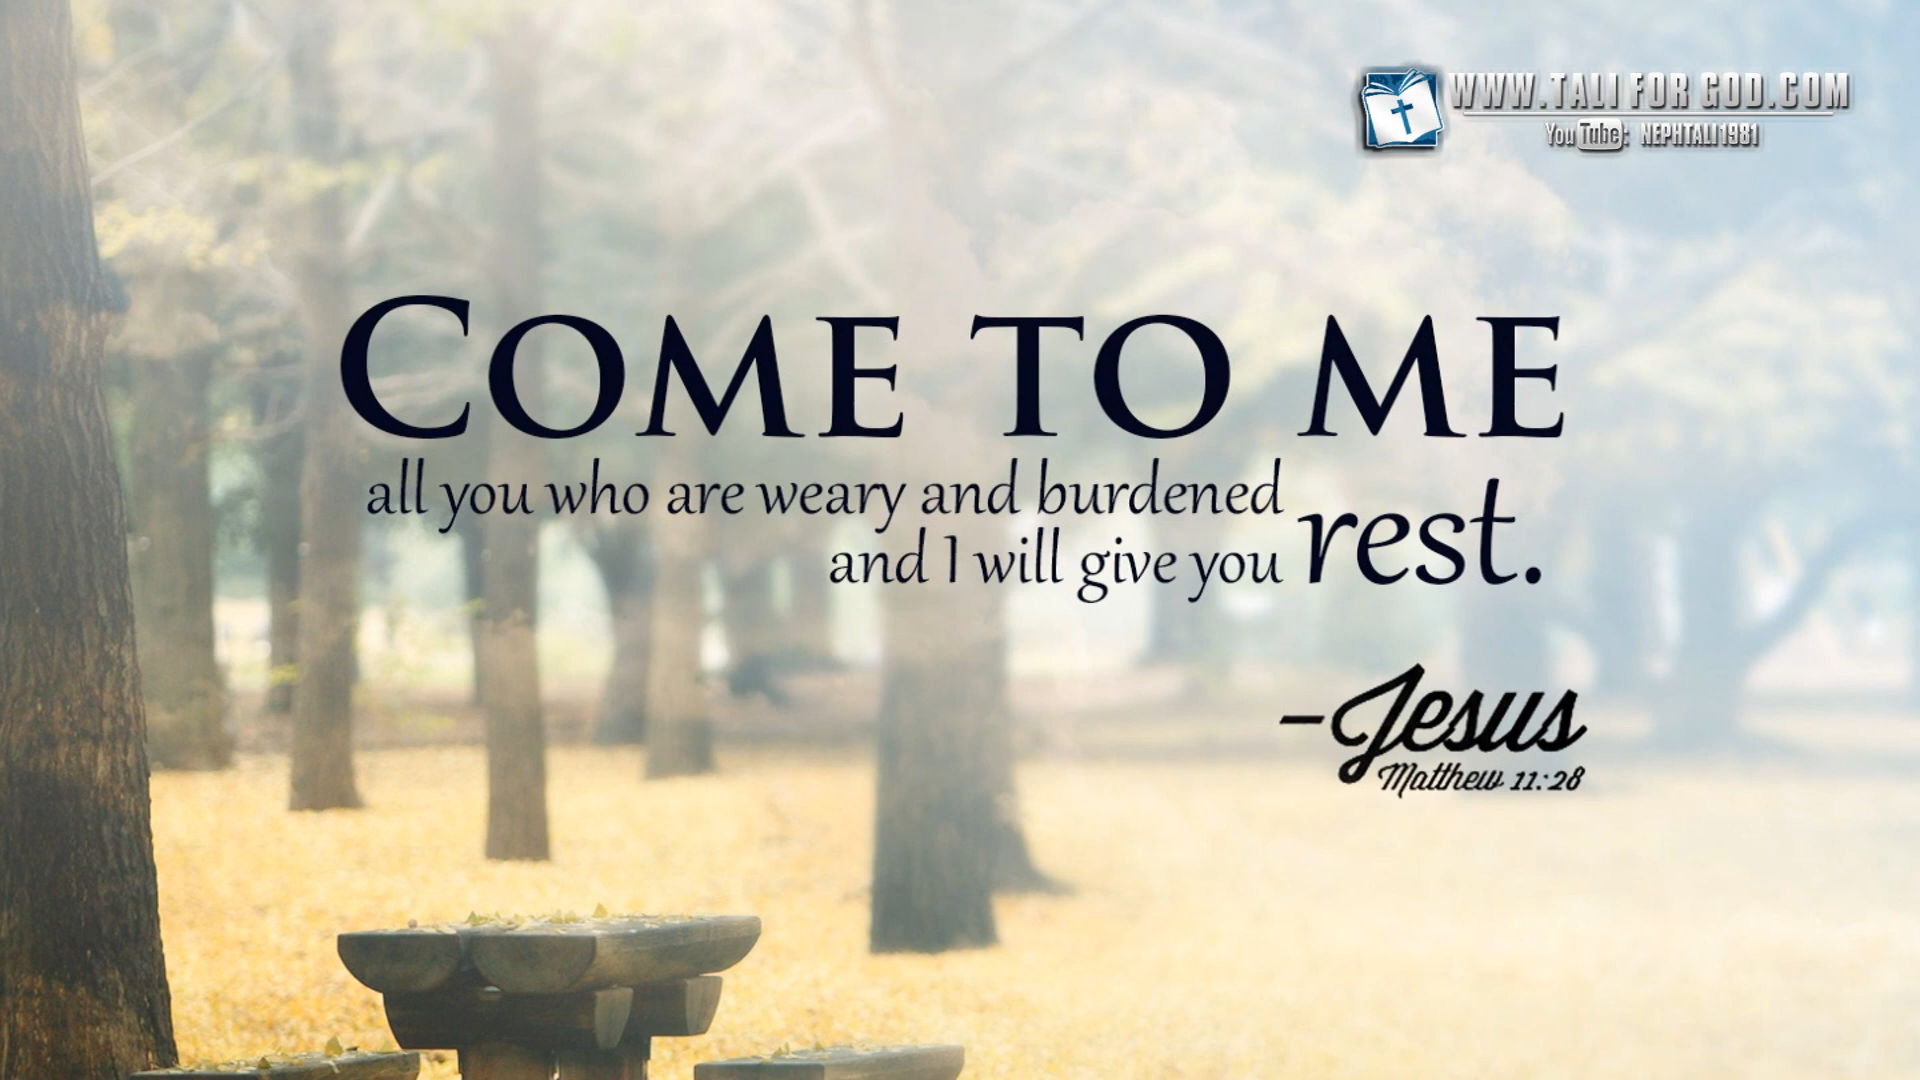 WWW.TALI FOR GOD.COM
YouTube: NEPHTALI1981
COME TO ME
all you who are weary and burdened
and I will give you rest.
–Jesus
Matthew 11:28